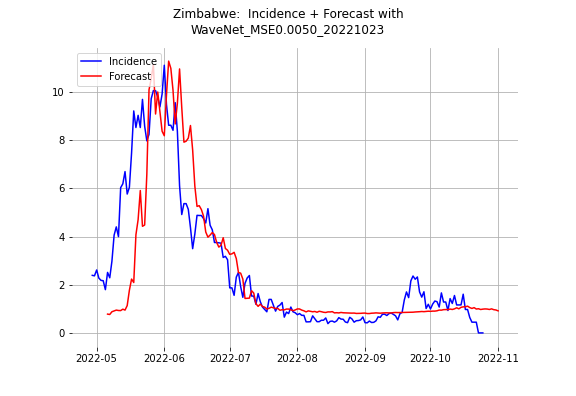 Zimbabwe:  Incidence + Forecast with
WaveNet_MSE0.0050_20221023
Incidence
Forecast
10
8
6
4
2
0
2022-05 2022-06 2022-07 2022-08 2022-09 2022-10 2022-11